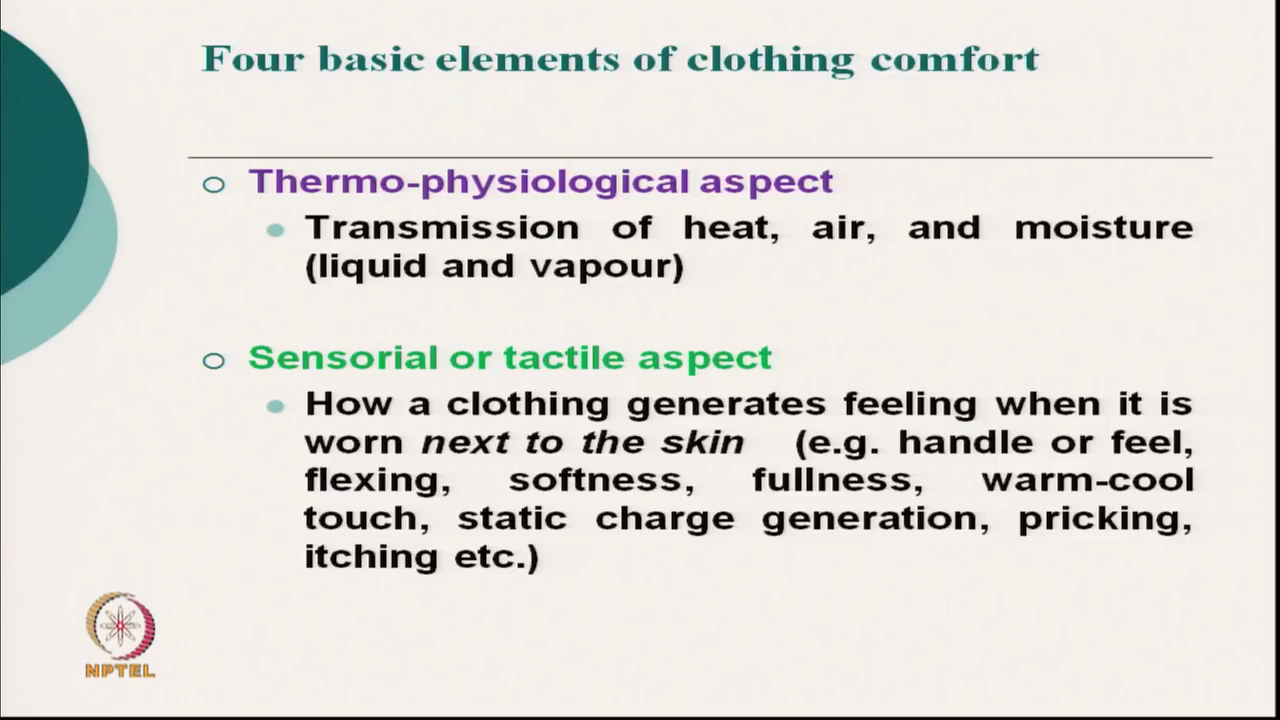 Four basic elements of clothing comfort
Thermo-physiological aspect
Transmission of heat, air, and moisture
(liquid and vapour)
Sensorial or tactile aspect
How a clothing generates feeling when it is
worn next to the skin (e.g. handle or feel,
flexing, softness, fullness, warm-cool
touch, static charge generation, pricking,
itching etc.)
NPTEL